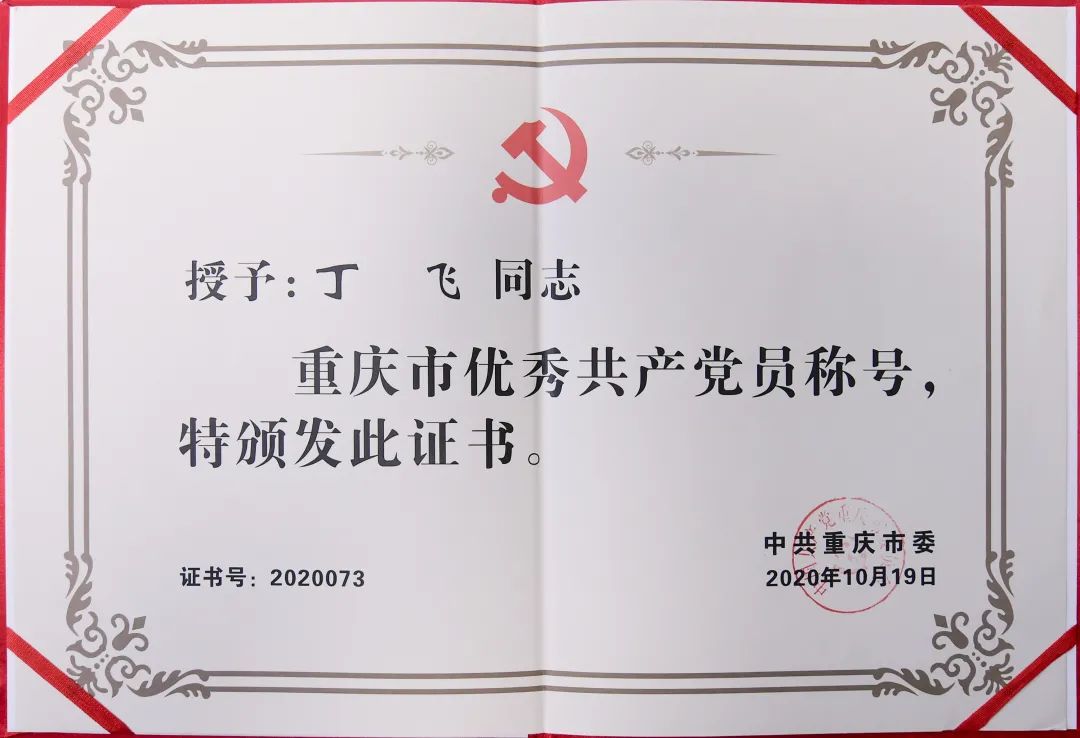 授予：丁 飞 同志
重庆市优秀共产党员称号，
特颁发此证书。
中共重庆市委
证书号：2020073
2020年10月19日